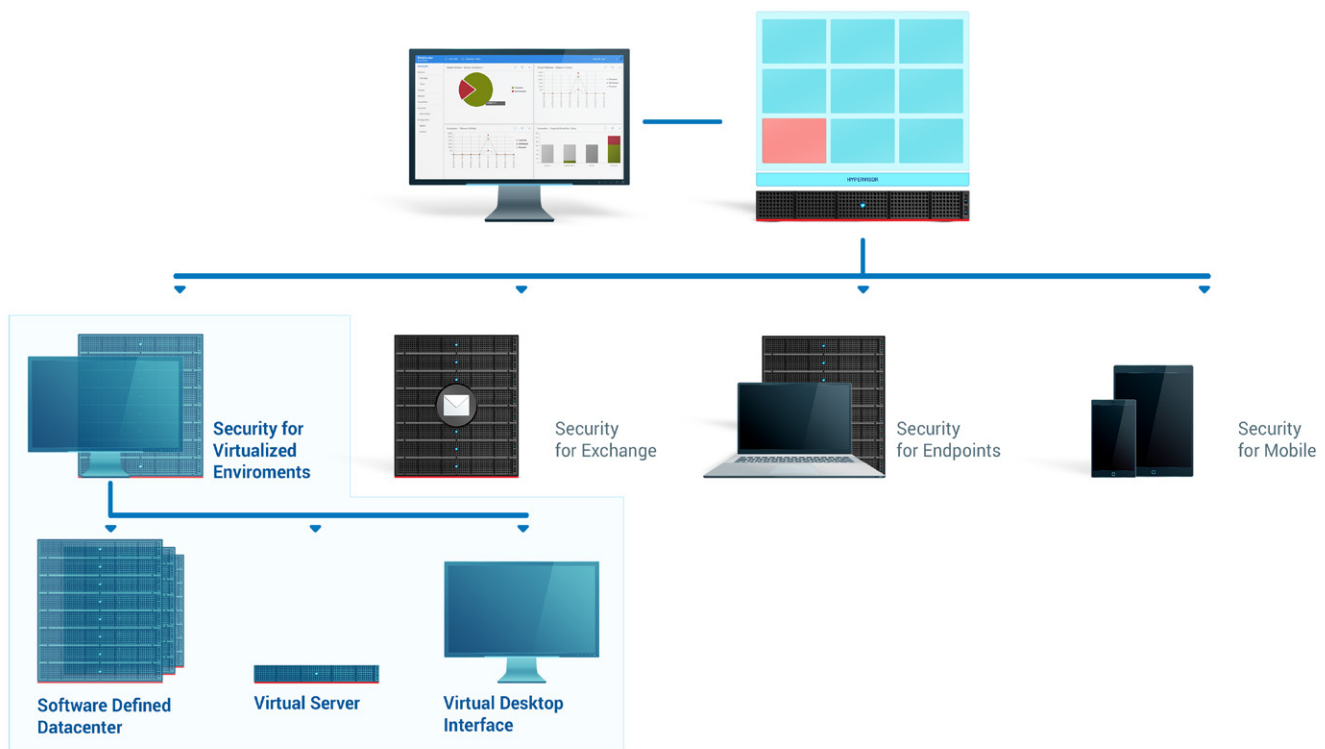 HYPERVISOR
Security for
Virtualized
Enviroments
Security
for Exchange
Security
for Endpoints
Security
for Mobile
Software Defined
Datacenter
Virtual Server
Virtual Desktop
Interface